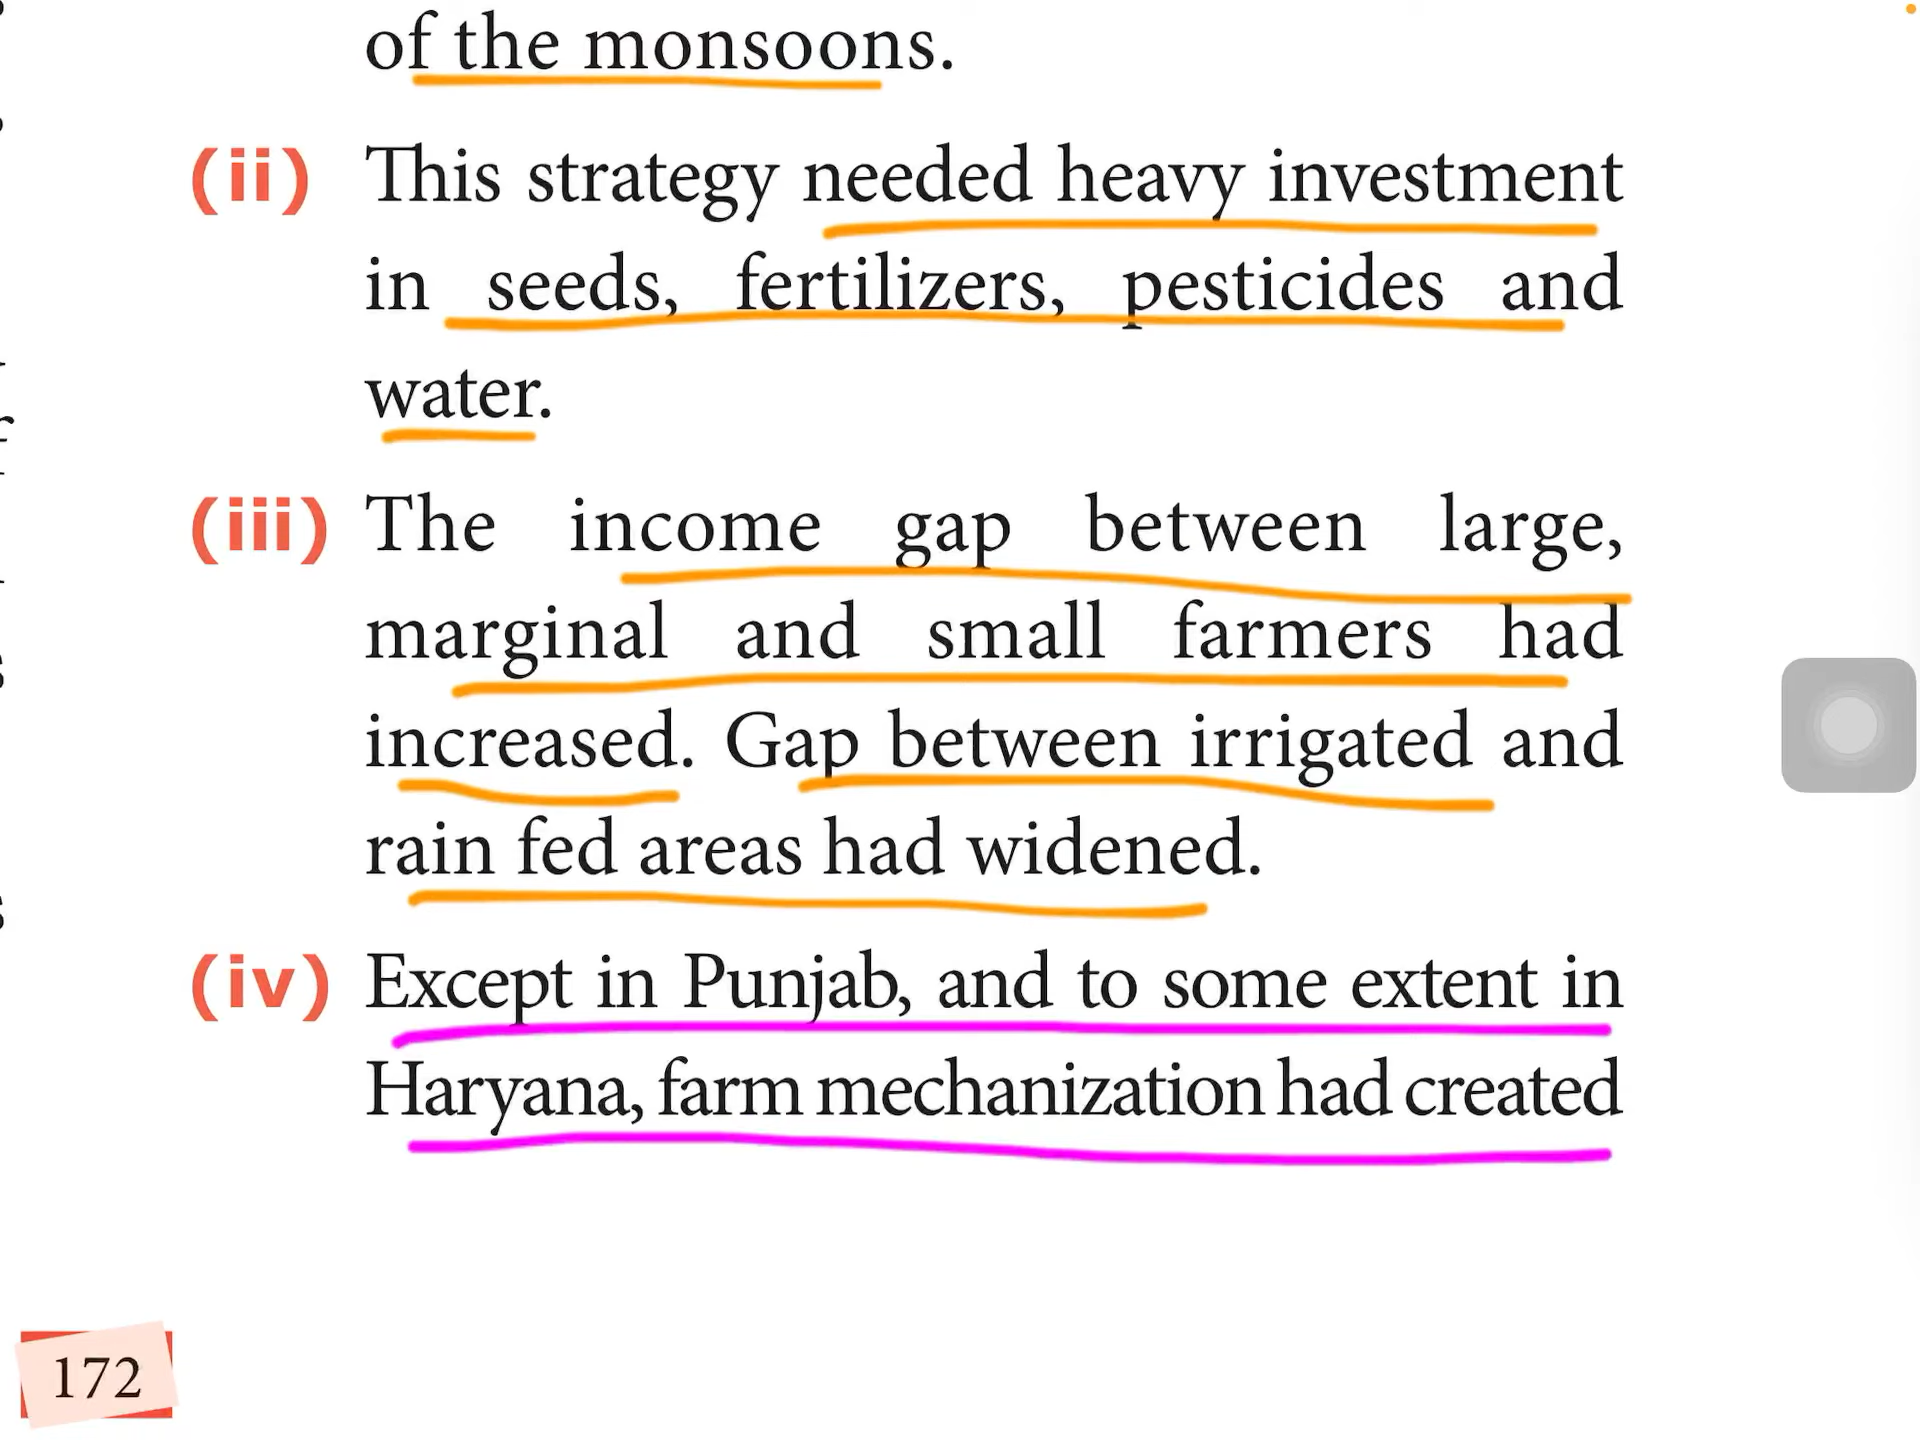 of the monsoons.
(ii) This strategy needed heavy investment
in seeds, fertilizers, pesticides and
water.
(iii) The income gap between large,
marginal and small farmers had
increased. Gap between irrigated and
rain fed areas had widened.
(iv) Except in Punjab, and to some extent in
Haryana, farm mechanization had created
172